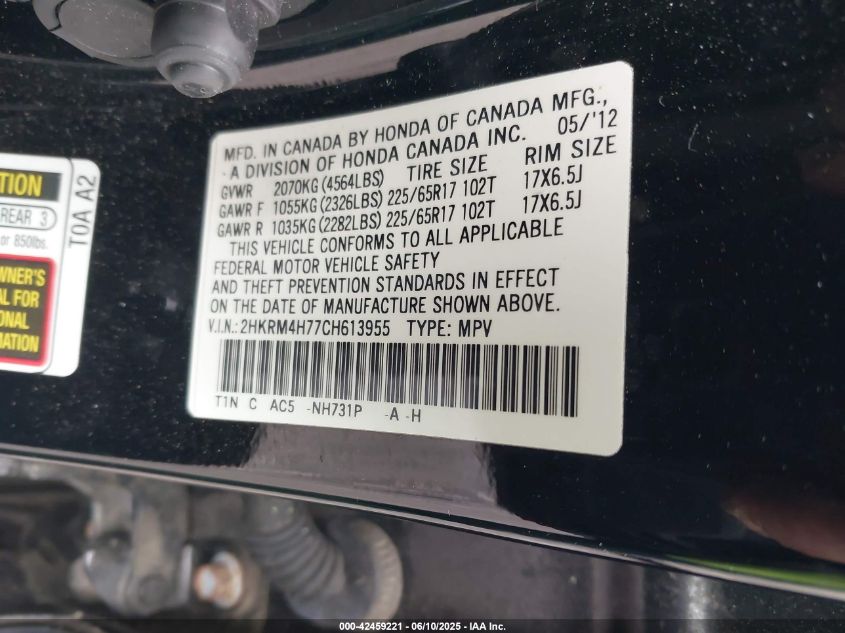 MFD. IN CANADA BY HONDA OF CANADA MFG.,
- A DIVISION OF HONDA CANADA INC. 05/'12
GVWR 2070KG (4564LBS) TIRE SIZE RIM SIZE
GAWR F 1055KG (2326LBS) 225/65R17 102T 17X6.5J
GAWR R 1035KG (2282LBS) 225/65R17 102T 17X6.5J
THIS VEHICLE CONFORMS TO ALL APPLICABLE
FEDERAL MOTOR VEHICLE SAFETY
AND THEFT PREVENTION STANDARDS IN EFFECT
ON THE DATE OF MANUFACTURE SHOWN ABOVE.
V.I.N.: 2HKRM4H77CH613955 TYPE: MPV
T1N C AC5 -NH731P -A -H
TION
REAR 3
or 850lbs.
T0A A2
WNER'S
AL FOR
ONAL
MATION
000-42459221 - 06/10/2025 - IAA Inc.